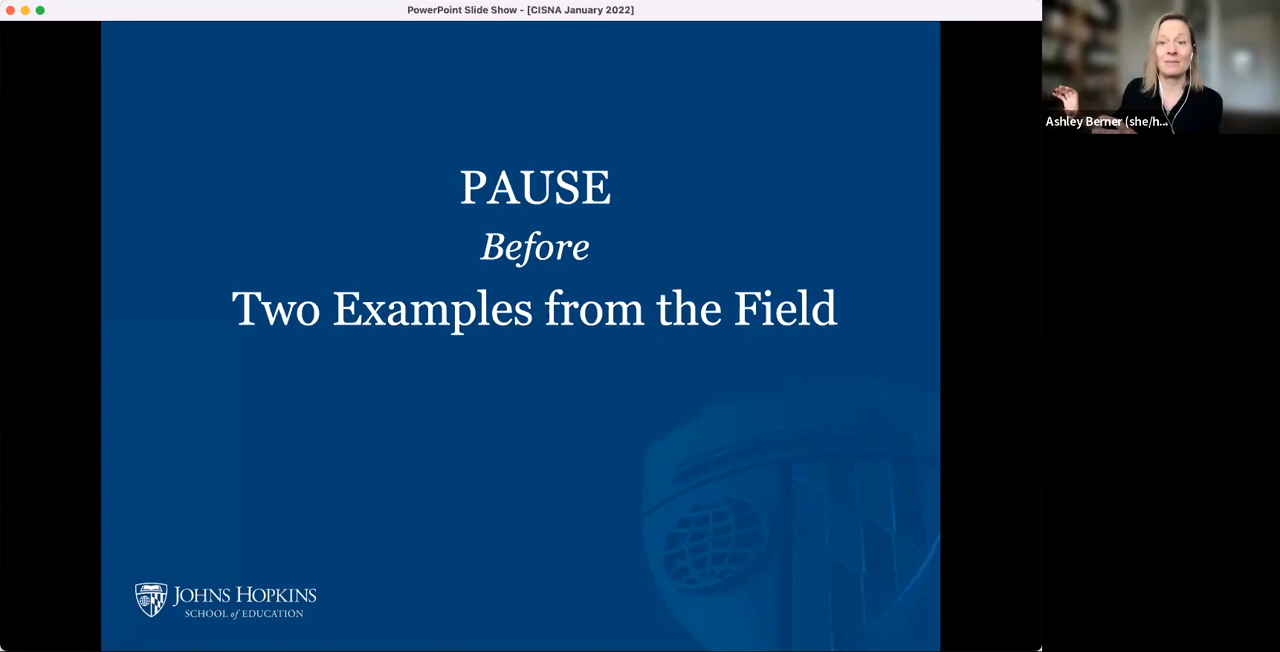 PowerPoint Slide Show - [CISNA January 2022]
PAUSE
Before
Two Examples from the Field
JOHNS HOPKINS
SCHOOL of EDUCATION
Ashley Berner (she/h...